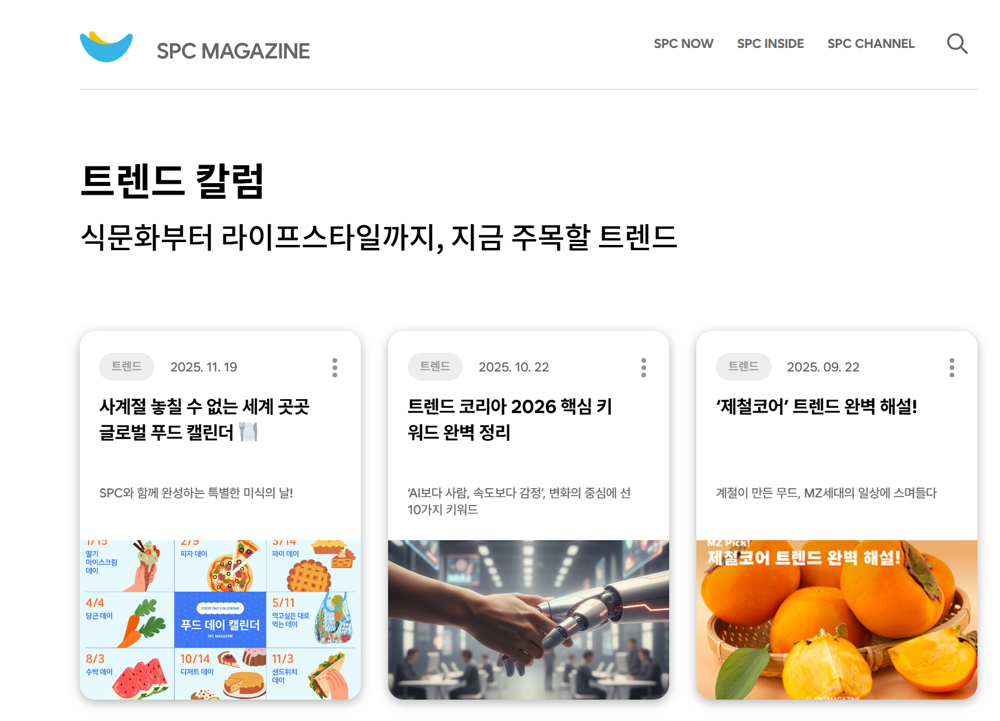 SPC MAGAZINE
SPC NOW
SPC INSIDE
SPC CHANNEL
트렌드 칼럼
식문화부터 라이프스타일까지, 지금 주목할 트렌드
트렌드
2025. 11. 19
사계절 놓칠 수 없는 세계 곳곳
글로벌 푸드 캘린더 🍽️
SPC와 함께 완성하는 특별한 미식의 날!
1/15
딸기
아이스크림
데이
2/9
피자 데이
3/14
파이 데이
4/4
당근 데이
FOOD DAY CALENDAR
푸드 데이 캘린더
SPC MAGAZINE
5/11
먹고싶은 대로
먹는 데이
8/3
수박 데이
10/14
디저트 데이
11/3
샌드위치
데이
트렌드
2025. 10. 22
트렌드 코리아 2026 핵심 키
워드 완벽 정리
‘AI보다 사람, 속도보다 감정’, 변화의 중심에 선
10가지 키워드
트렌드
2025. 09. 22
‘제철코어’ 트렌드 완벽 해설!
계절이 만든 무드, MZ세대의 일상에 스며들다
MZ Pick!
제철코어 트렌드 완벽 해설!
SPC MAGAZINE